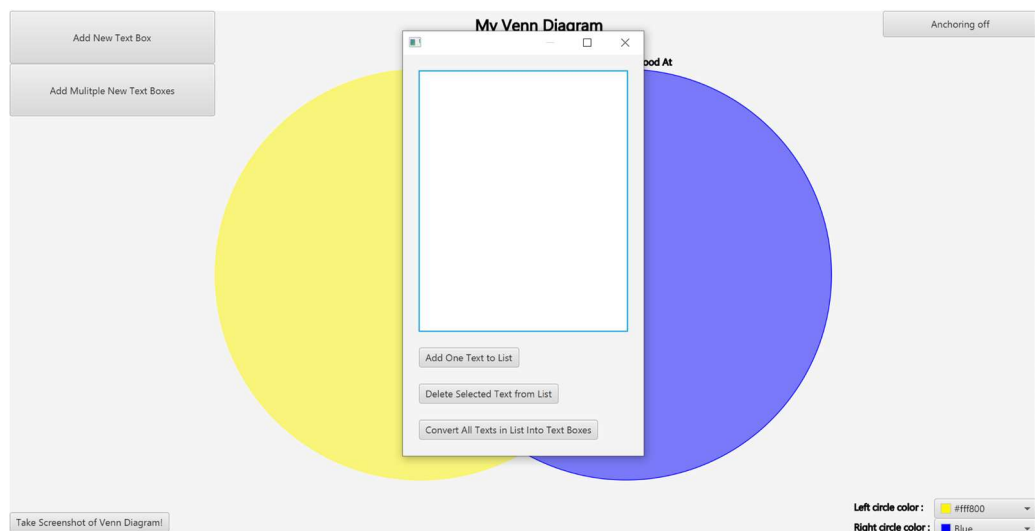 Add New Text Box
My Venn Diagram
Anchoring off
ood At
Add Mulitple New Text Boxes
Add One Text to List
Delete Selected Text from List
Convert All Texts in List Into Text Boxes
Take Screenshot of Venn Diagram!
Left circle color :
#fff800
Right circle color :
Blue